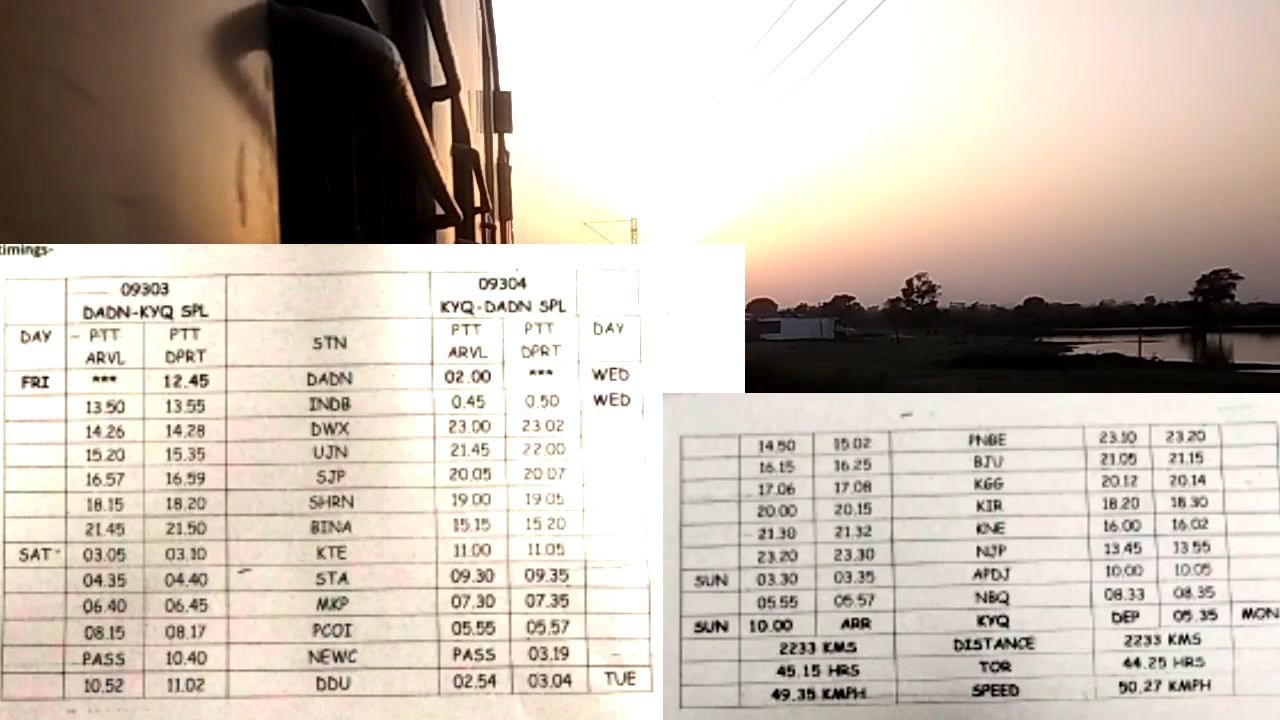 timings-
09303 09304
DADN-KYQ SPL KYQ-DADN SPL
DAY PTT PTT STN PTT PTT DAY
ARVL DPRT ARVL DPRT
FRI *** 12.45 DADN 02.00 *** WED
13.50 13.55 INDB 0.45 0.50 WED
14.26 14.28 DWX 23.00 23.02
15.20 15.35 UJN 21.45 22.00
16.57 16.59 SJP 20.05 20.07
18.15 18.20 SHRN 19.00 19.05
21.45 21.50 BINA 15.15 15.20
SAT 03.05 03.10 KTE 11.00 11.05
04.35 04.40 STA 09.30 09.35
06.40 06.45 MKP 07.30 07.35
08.15 08.17 PCOI 05.55 05.57
PASS 10.40 NEWC PASS 03.19
10.52 11.02 DDU 02.54 03.04 TUE
14.50 15.02 PNBE 23.10 23.20
16.15 16.25 BJU 21.05 21.15
17.06 17.08 KGG 20.12 20.14
20.00 20.15 KIR 18.20 18.30
21.30 21.32 KNE 16.00 16.02
23.20 23.30 NJP 13.45 13.55
SUN 03.30 03.35 APDJ 10.00 10.05
05.55 05.57 NBQ 08.33 08.35
SUN 10.00 ARR KYQ DEP 05.35 MON
2233 KMS DISTANCE 2233 KMS
45.15 HRS TOR 44.25 HRS
49.35 KMPH SPEED 50.27 KMPH